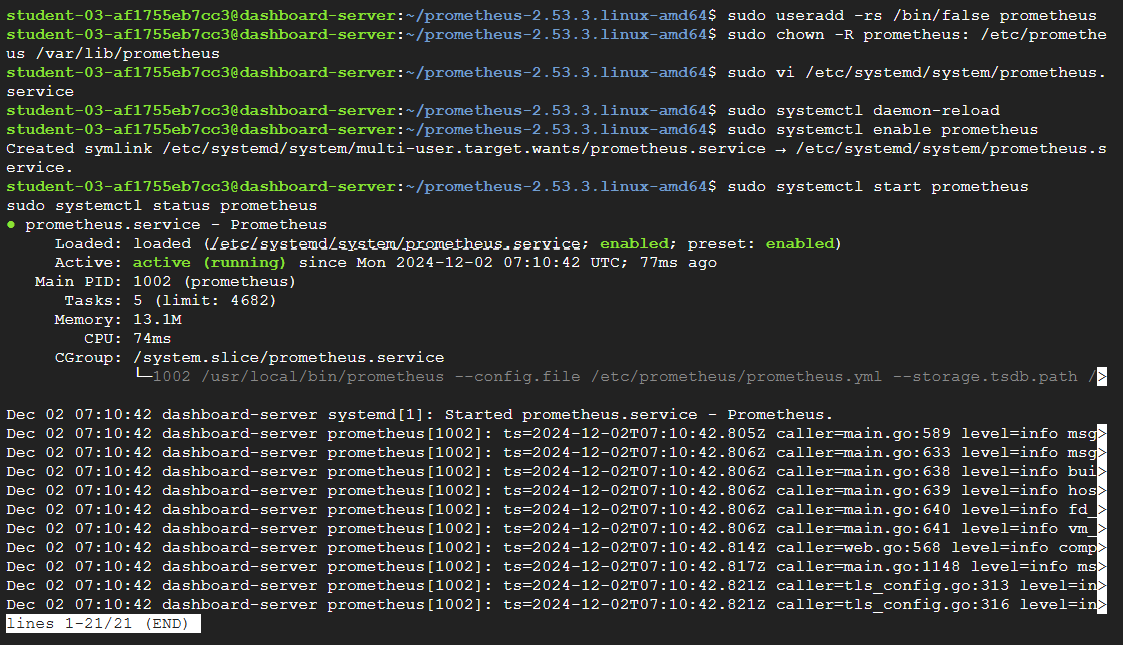 student-03-af1755eb7cc3@dashboard-server:~/prometheus-2.53.3.linux-amd64$ sudo useradd -rs /bin/false prometheus
student-03-af1755eb7cc3@dashboard-server:~/prometheus-2.53.3.linux-amd64$ sudo chown -R prometheus: /etc/promethe
us /var/lib/prometheus
student-03-af1755eb7cc3@dashboard-server:~/prometheus-2.53.3.linux-amd64$ sudo vi /etc/systemd/system/prometheus.
service
student-03-af1755eb7cc3@dashboard-server:~/prometheus-2.53.3.linux-amd64$ sudo systemctl daemon-reload
student-03-af1755eb7cc3@dashboard-server:~/prometheus-2.53.3.linux-amd64$ sudo systemctl enable prometheus
Created symlink /etc/systemd/system/multi-user.target.wants/prometheus.service → /etc/systemd/system/prometheus.s
ervice.
student-03-af1755eb7cc3@dashboard-server:~/prometheus-2.53.3.linux-amd64$ sudo systemctl start prometheus
sudo systemctl status prometheus
● prometheus.service - Prometheus
     Loaded: loaded (/etc/systemd/system/prometheus.service; enabled; preset: enabled)
     Active: active (running) since Mon 2024-12-02 07:10:42 UTC; 77ms ago
   Main PID: 1002 (prometheus)
      Tasks: 5 (limit: 4682)
     Memory: 13.1M
        CPU: 74ms
     CGroup: /system.slice/prometheus.service
             └─1002 /usr/local/bin/prometheus --config.file /etc/prometheus/prometheus.yml --storage.tsdb.path />

Dec 02 07:10:42 dashboard-server systemd[1]: Started prometheus.service - Prometheus.
Dec 02 07:10:42 dashboard-server prometheus[1002]: ts=2024-12-02T07:10:42.805Z caller=main.go:589 level=info msg>
Dec 02 07:10:42 dashboard-server prometheus[1002]: ts=2024-12-02T07:10:42.806Z caller=main.go:633 level=info msg>
Dec 02 07:10:42 dashboard-server prometheus[1002]: ts=2024-12-02T07:10:42.806Z caller=main.go:638 level=info bui>
Dec 02 07:10:42 dashboard-server prometheus[1002]: ts=2024-12-02T07:10:42.806Z caller=main.go:639 level=info hos>
Dec 02 07:10:42 dashboard-server prometheus[1002]: ts=2024-12-02T07:10:42.806Z caller=main.go:640 level=info fd_>
Dec 02 07:10:42 dashboard-server prometheus[1002]: ts=2024-12-02T07:10:42.806Z caller=main.go:641 level=info vm_>
Dec 02 07:10:42 dashboard-server prometheus[1002]: ts=2024-12-02T07:10:42.814Z caller=web.go:568 level=info comp>
Dec 02 07:10:42 dashboard-server prometheus[1002]: ts=2024-12-02T07:10:42.817Z caller=main.go:1148 level=info ms>
Dec 02 07:10:42 dashboard-server prometheus[1002]: ts=2024-12-02T07:10:42.821Z caller=tls_config.go:313 level=in>
Dec 02 07:10:42 dashboard-server prometheus[1002]: ts=2024-12-02T07:10:42.821Z caller=tls_config.go:316 level=in>
lines 1-21/21 (END)